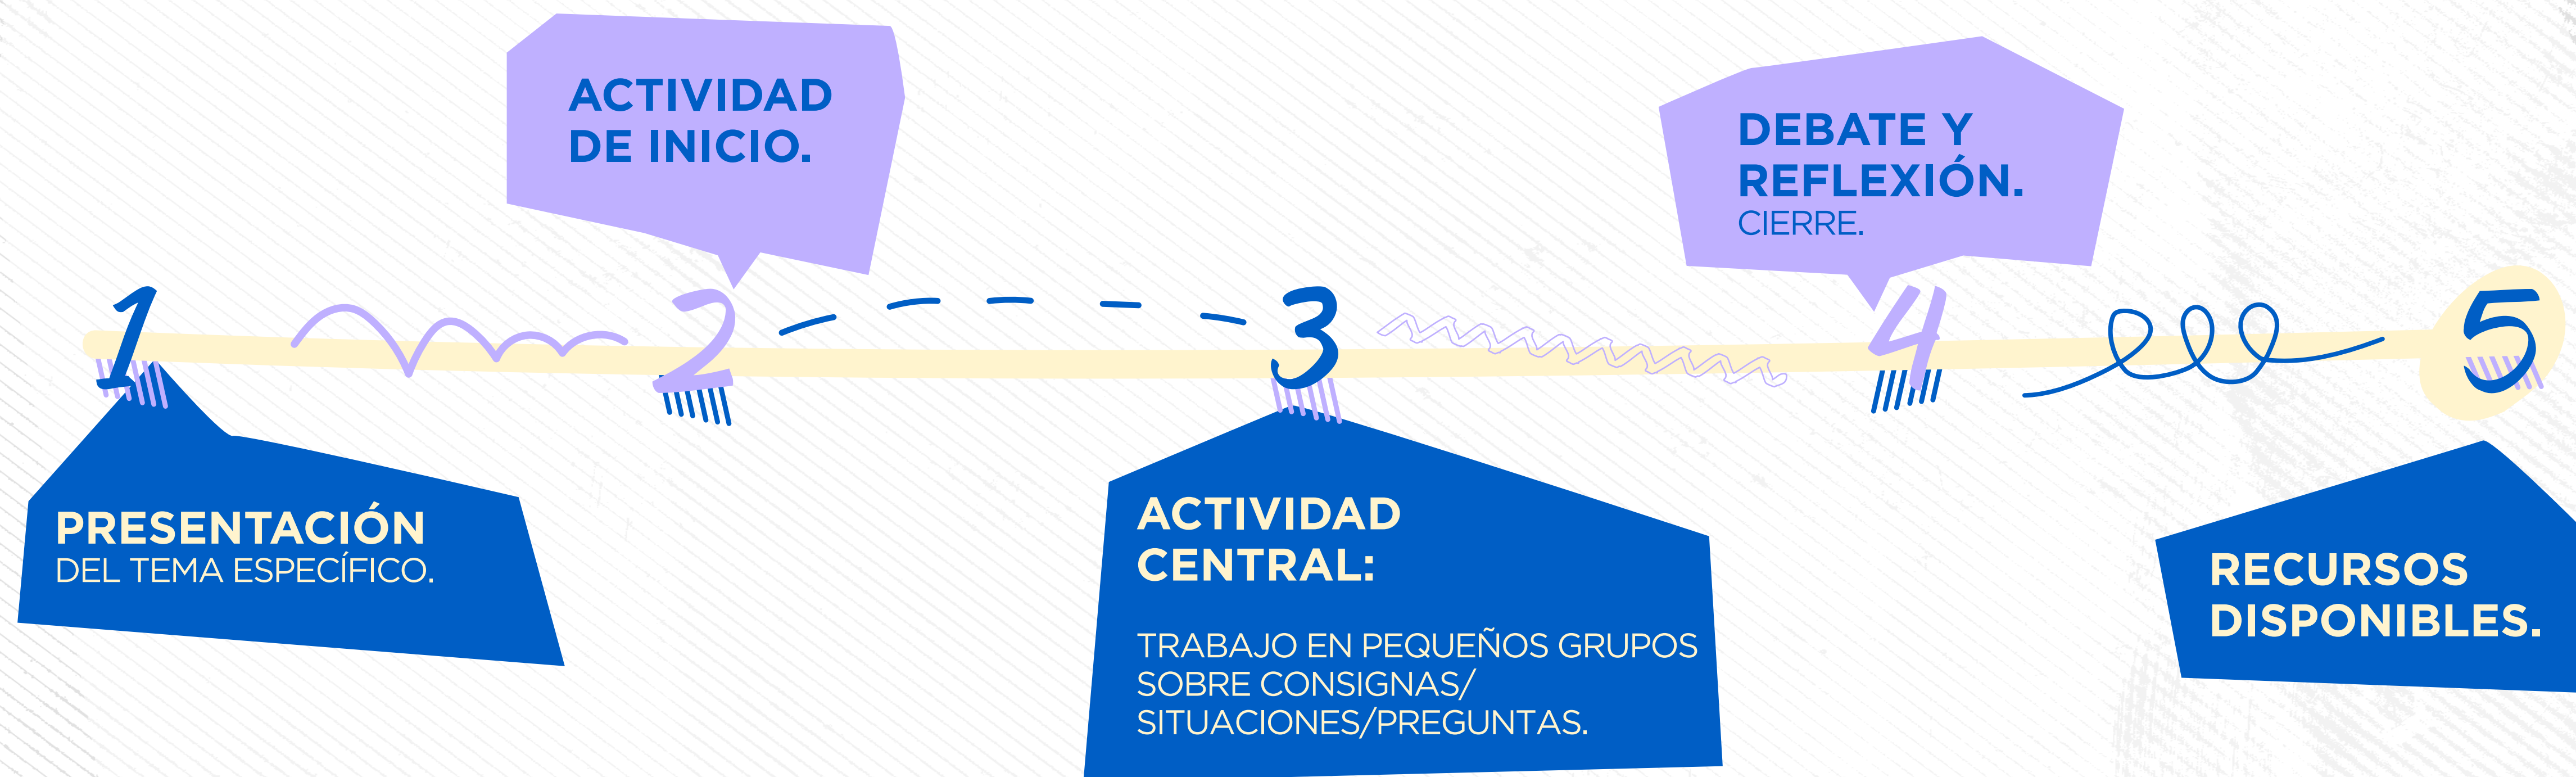 1
PRESENTACIÓN
DEL TEMA ESPECÍFICO.
2
ACTIVIDAD
DE INICIO.
3
ACTIVIDAD
CENTRAL:
TRABAJO EN PEQUEÑOS GRUPOS
SOBRE CONSIGNAS/
SITUACIONES/PREGUNTAS.
4
DEBATE Y
REFLEXIÓN.
CIERRE.
5
RECURSOS
DISPONIBLES.